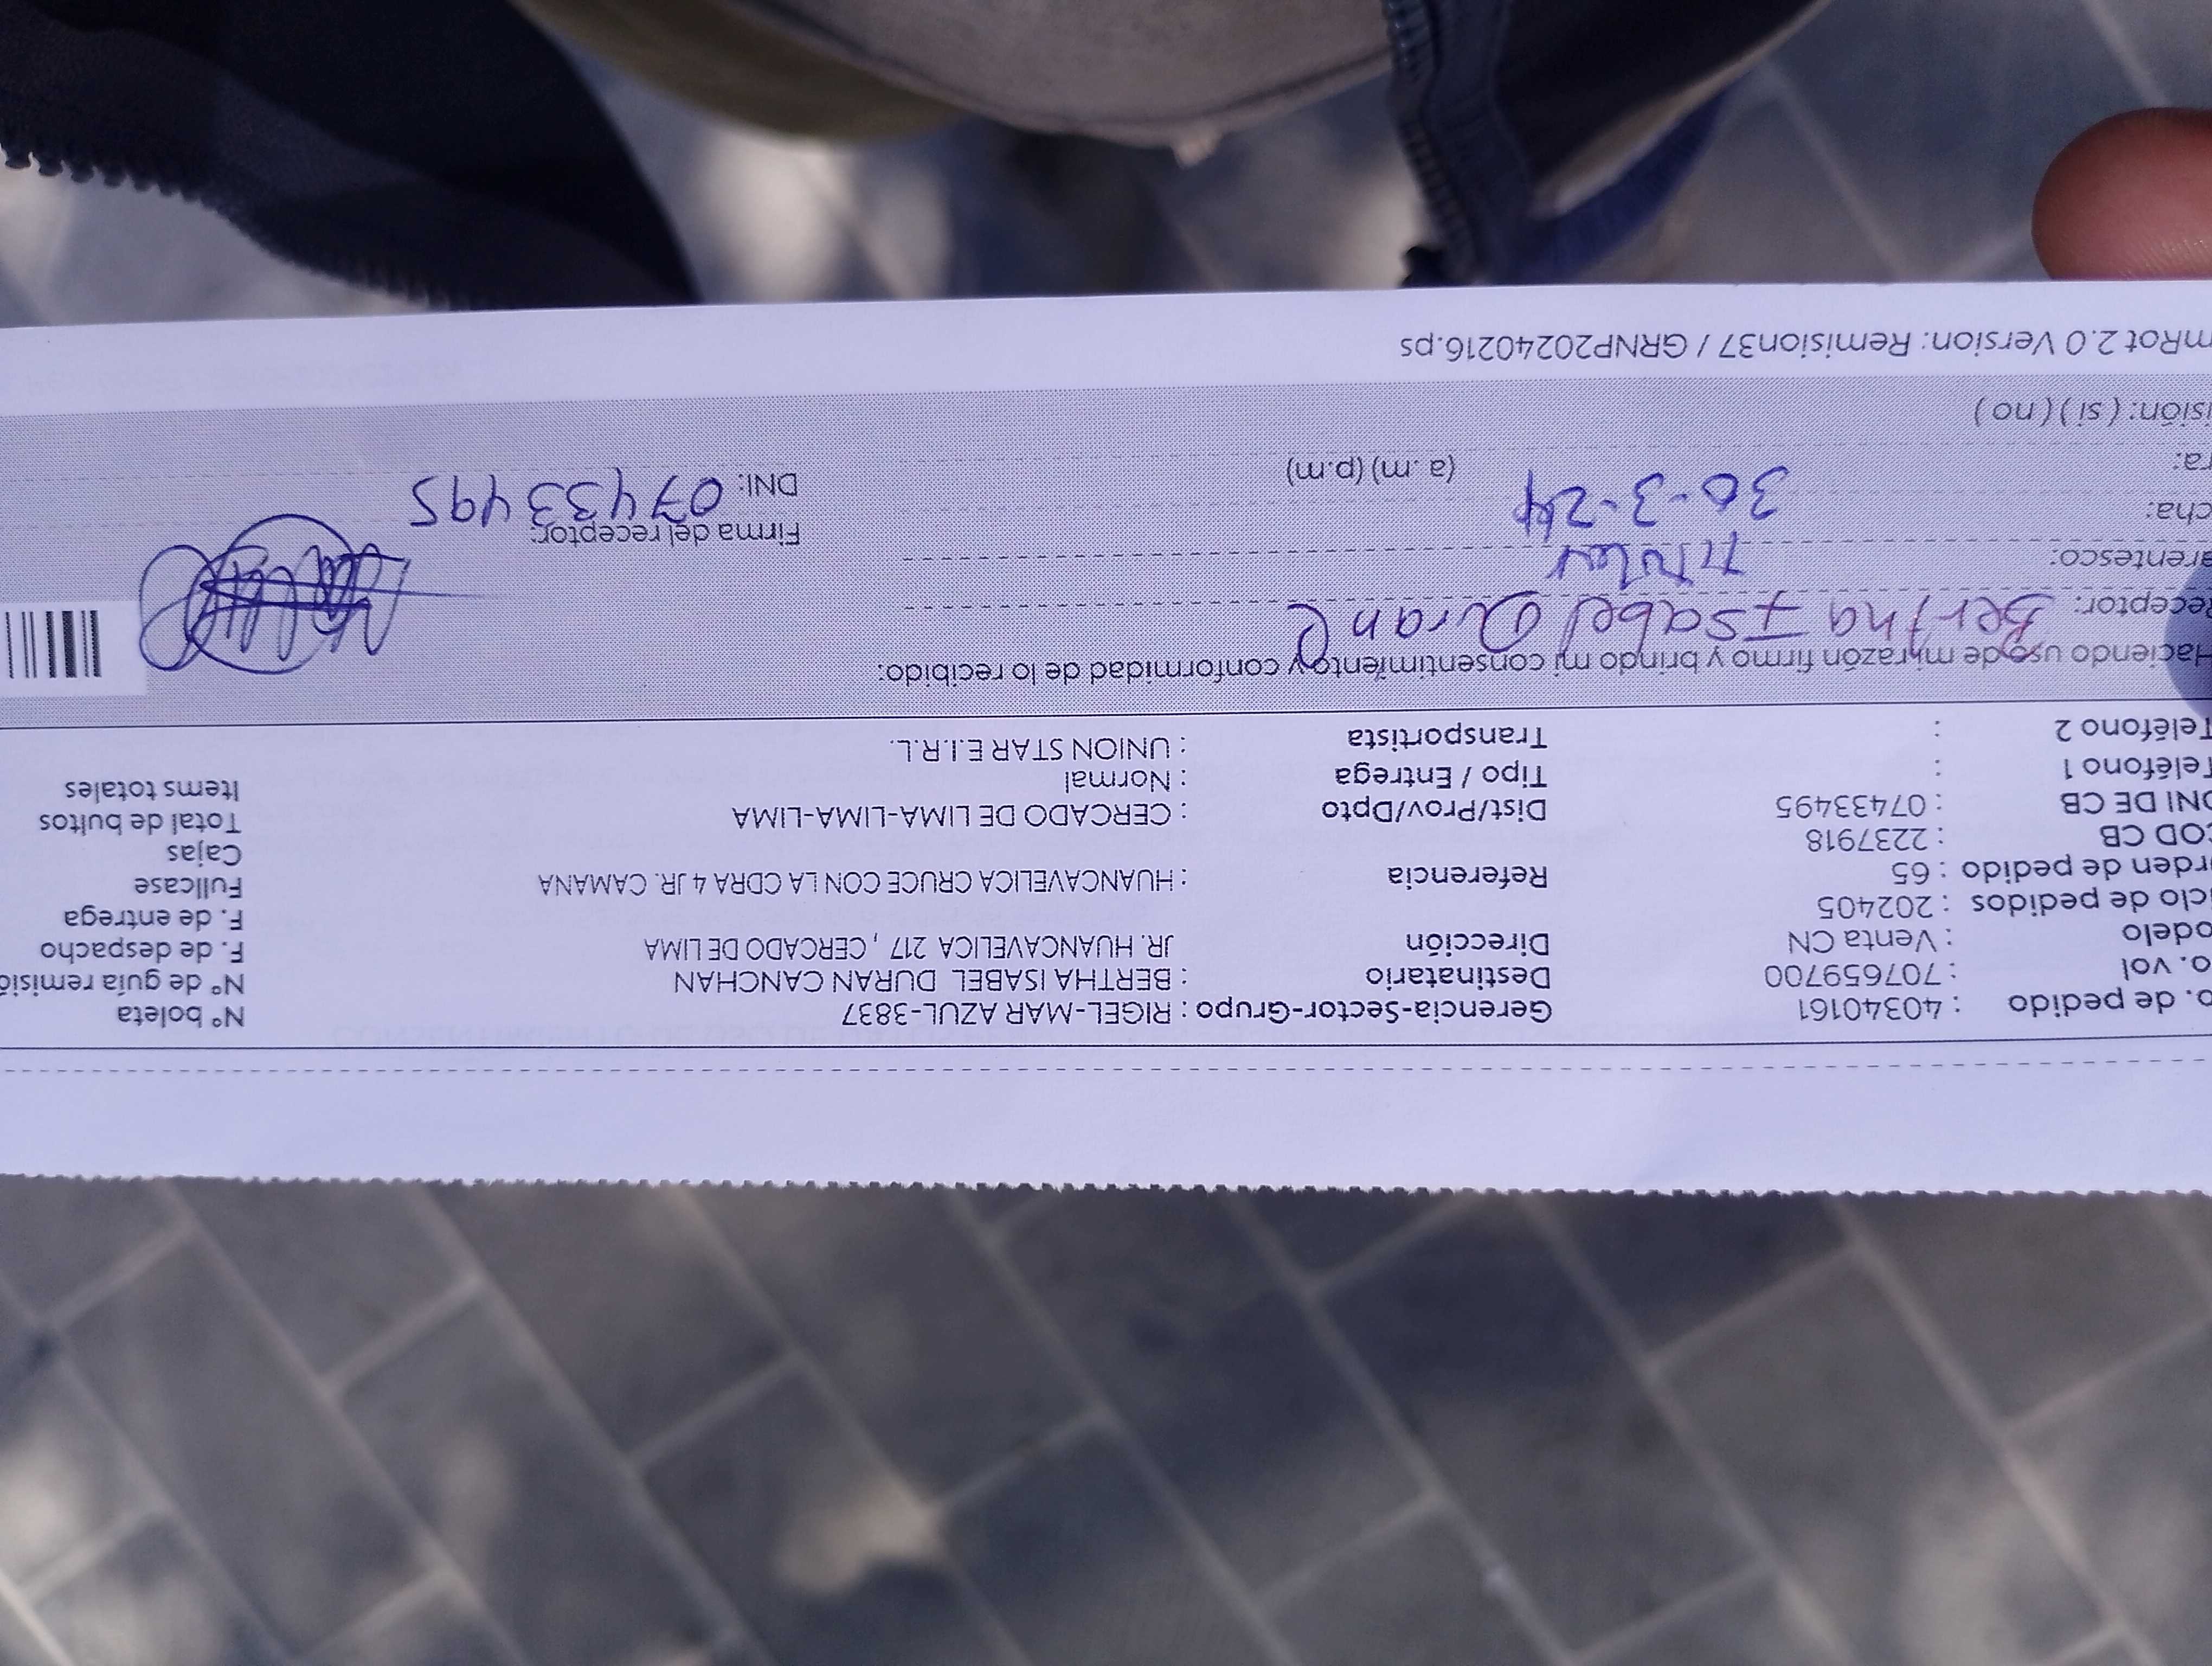 o. de pedido : 40340161 Gerencia-Sector-Grupo : RIGEL-MAR AZUL-3837 N° boleta
o. vol : 707659700 Destinatario : BERTHA ISABEL DURAN CANCHAN N° de guía remisió
odelo : Venta CN Dirección JR. HUANCAVELICA 217 , CERCADO DE LIMA F. de despacho
iclo de pedidos : 202405 F. de entrega
rden de pedido : 65 Referencia : HUANCAVELICA CRUCE CON LA CDRA 4 JR. CAMANA Fullcase
COD CB : 2237918 Cajas
DNI DE CB : 07433495 Dist/Prov/Dpto : CERCADO DE LIMA-LIMA-LIMA Total de bultos
Teléfono 1 : Tipo / Entrega : Normal Items totales
Teléfono 2 : Transportista : UNION STAR E.I.R.L.
Haciendo uso de mi razón firmo y brindo mi consentimiento y conformidad de lo recibido.
Receptor: Bertha Isabel Duran C
arentesco: Titular
cha: 30-3-24 Firma del receptor:
ra: (a .m) (p.m) DNI: 07433495
isión: ( si ) ( no )
mRot 2.0 Version: Remision37 / GRNP20240216.ps